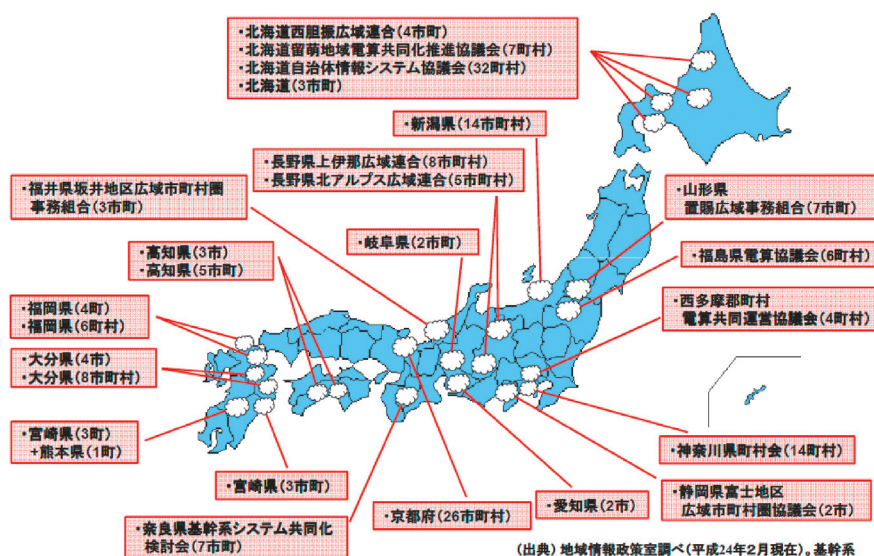 ・北海道西胆振広域連合(4市町)
・北海道留萌地域電算共同化推進協議会(7町村)
・北海道自治体情報システム協議会(32町村)
・北海道(3市町)
・新潟県(14市町村)
・長野県上伊那広域連合(8市町村)
・長野県北アルプス広域連合(5市町村)
・福井県坂井地区広域市町村圏
事務組合(3市町)
・山形県
置賜広域事務組合(7市町)
・高知県(3市)
・高知県(5市町)
・岐阜県(2市町)
・福島県電算協議会(6町村)
・福岡県(4町)
・福岡県(6町村)
・西多摩郡町村
電算共同運営協議会(4町村)
・大分県(4市)
・大分県(8市町村)
・宮崎県(3町)
+熊本県(1町)
・神奈川県町村会(14町村)
・宮崎県(3市町)
・静岡県富士地区
広域市町村圏協議会(2市)
・愛知県(2市)
・京都府(26市町村)
・奈良県基幹系システム共同化
検討会(7市町)
(出典)地域情報政策室調べ(平成24年2月現在)。基幹系